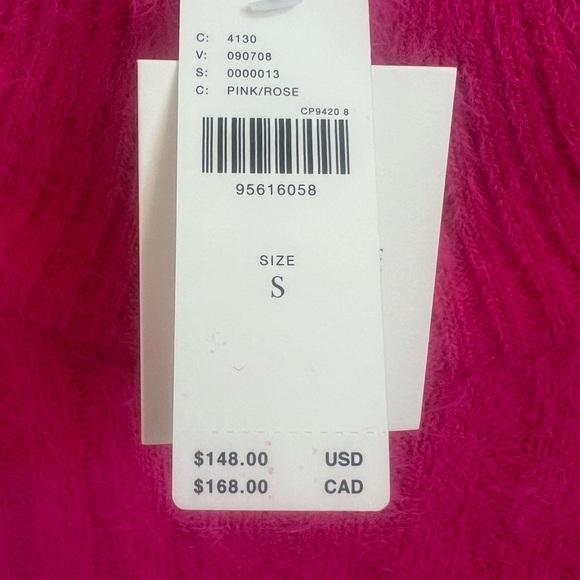 C: 4130
V: 090708
S: 0000013
C: PINK/ROSE
CP9420 8
95616058
SIZE
S
$148.00 USD
$168.00 CAD